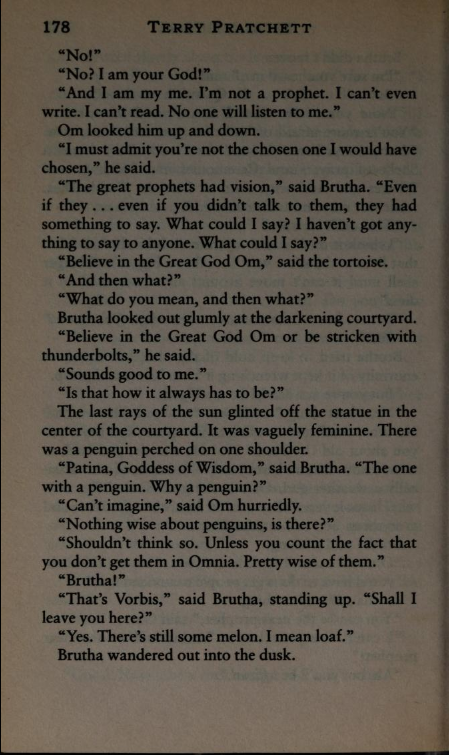 178 TERRY PRATCHETT
“No!”
“No? I am your God!”
“And I am my me. I’m not a prophet. I can’t even
write. I can’t read. No one will listen to me.”
Om looked him up and down.
“I must admit you’re not the chosen one I would have
chosen,” he said.
“The great prophets had vision,” said Brutha. “Even
if they . . . even if you didn’t talk to them, they had
something to say. What could I say? I haven’t got any-
thing to say to anyone. What could I say?”
“Believe in the Great God Om,” said the tortoise.
“And then what?”
“What do you mean, and then what?”
Brutha looked out glumly at the darkening courtyard.
“Believe in the Great God Om or be stricken with
thunderbolts,” he said.
“Sounds good to me.”
“Is that how it always has to be?”
The last rays of the sun glinted off the statue in the
center of the courtyard. It was vaguely feminine. There
was a penguin perched on one shoulder.
“Patina, Goddess of Wisdom,” said Brutha. “The one
with a penguin. Why a penguin?”
“Can’t imagine,” said Om hurriedly.
“Nothing wise about penguins, is there?”
“Shouldn’t think so. Unless you count the fact that
you don’t get them in Omnia. Pretty wise of them.”
“Brutha!”
“That’s Vorbis,” said Brutha, standing up. “Shall I
leave you here?”
“Yes. There’s still some melon. I mean loaf.”
Brutha wandered out into the dusk.